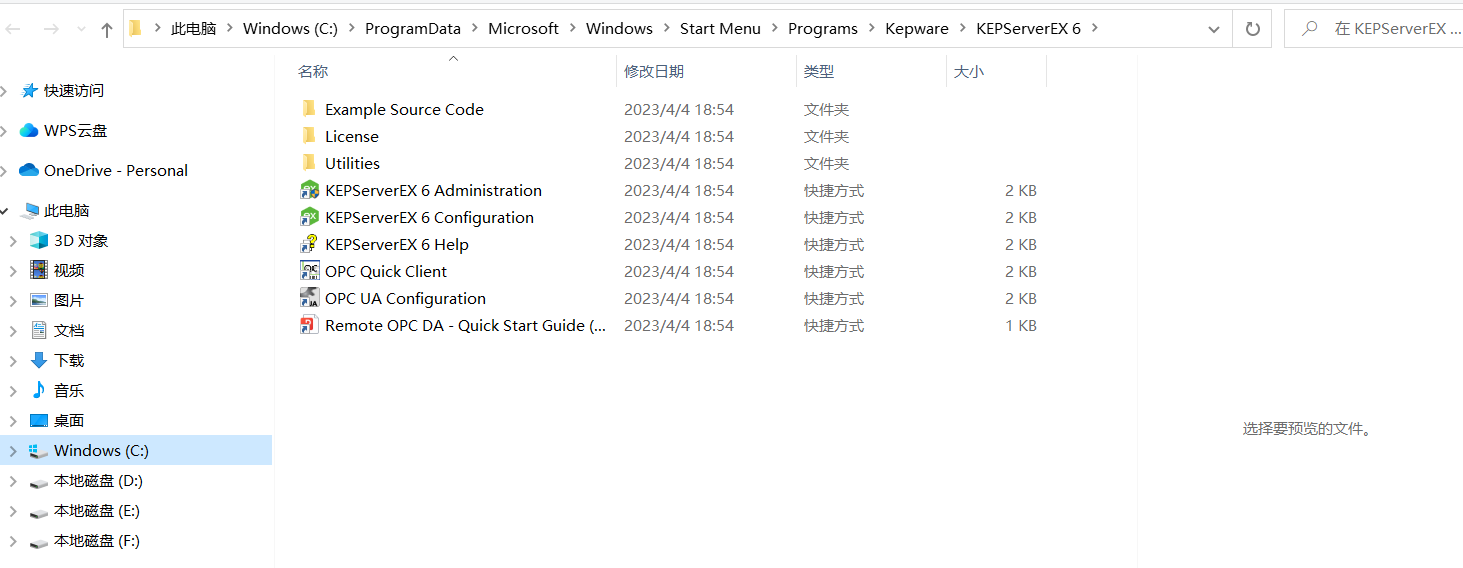 此电脑 Windows (C:) ProgramData Microsoft Windows Start Menu Programs Kepware KEPServerEX 6 在 KEPServerEX ...
名称 修改日期 类型 大小
快速访问
WPS云盘
OneDrive - Personal
此电脑
3D 对象
视频
图片
文档
下载
音乐
桌面
Windows (C:)
本地磁盘 (D:)
本地磁盘 (E:)
本地磁盘 (F:)
Example Source Code 2023/4/4 18:54 文件夹
License 2023/4/4 18:54 文件夹
Utilities 2023/4/4 18:54 文件夹
KEPServerEX 6 Administration 2023/4/4 18:54 快捷方式 2 KB
KEPServerEX 6 Configuration 2023/4/4 18:54 快捷方式 2 KB
KEPServerEX 6 Help 2023/4/4 18:54 快捷方式 2 KB
OPC Quick Client 2023/4/4 18:54 快捷方式 2 KB
OPC UA Configuration 2023/4/4 18:54 快捷方式 2 KB
Remote OPC DA - Quick Start Guide (... 2023/4/4 18:54 快捷方式 1 KB
选择要预览的文件。